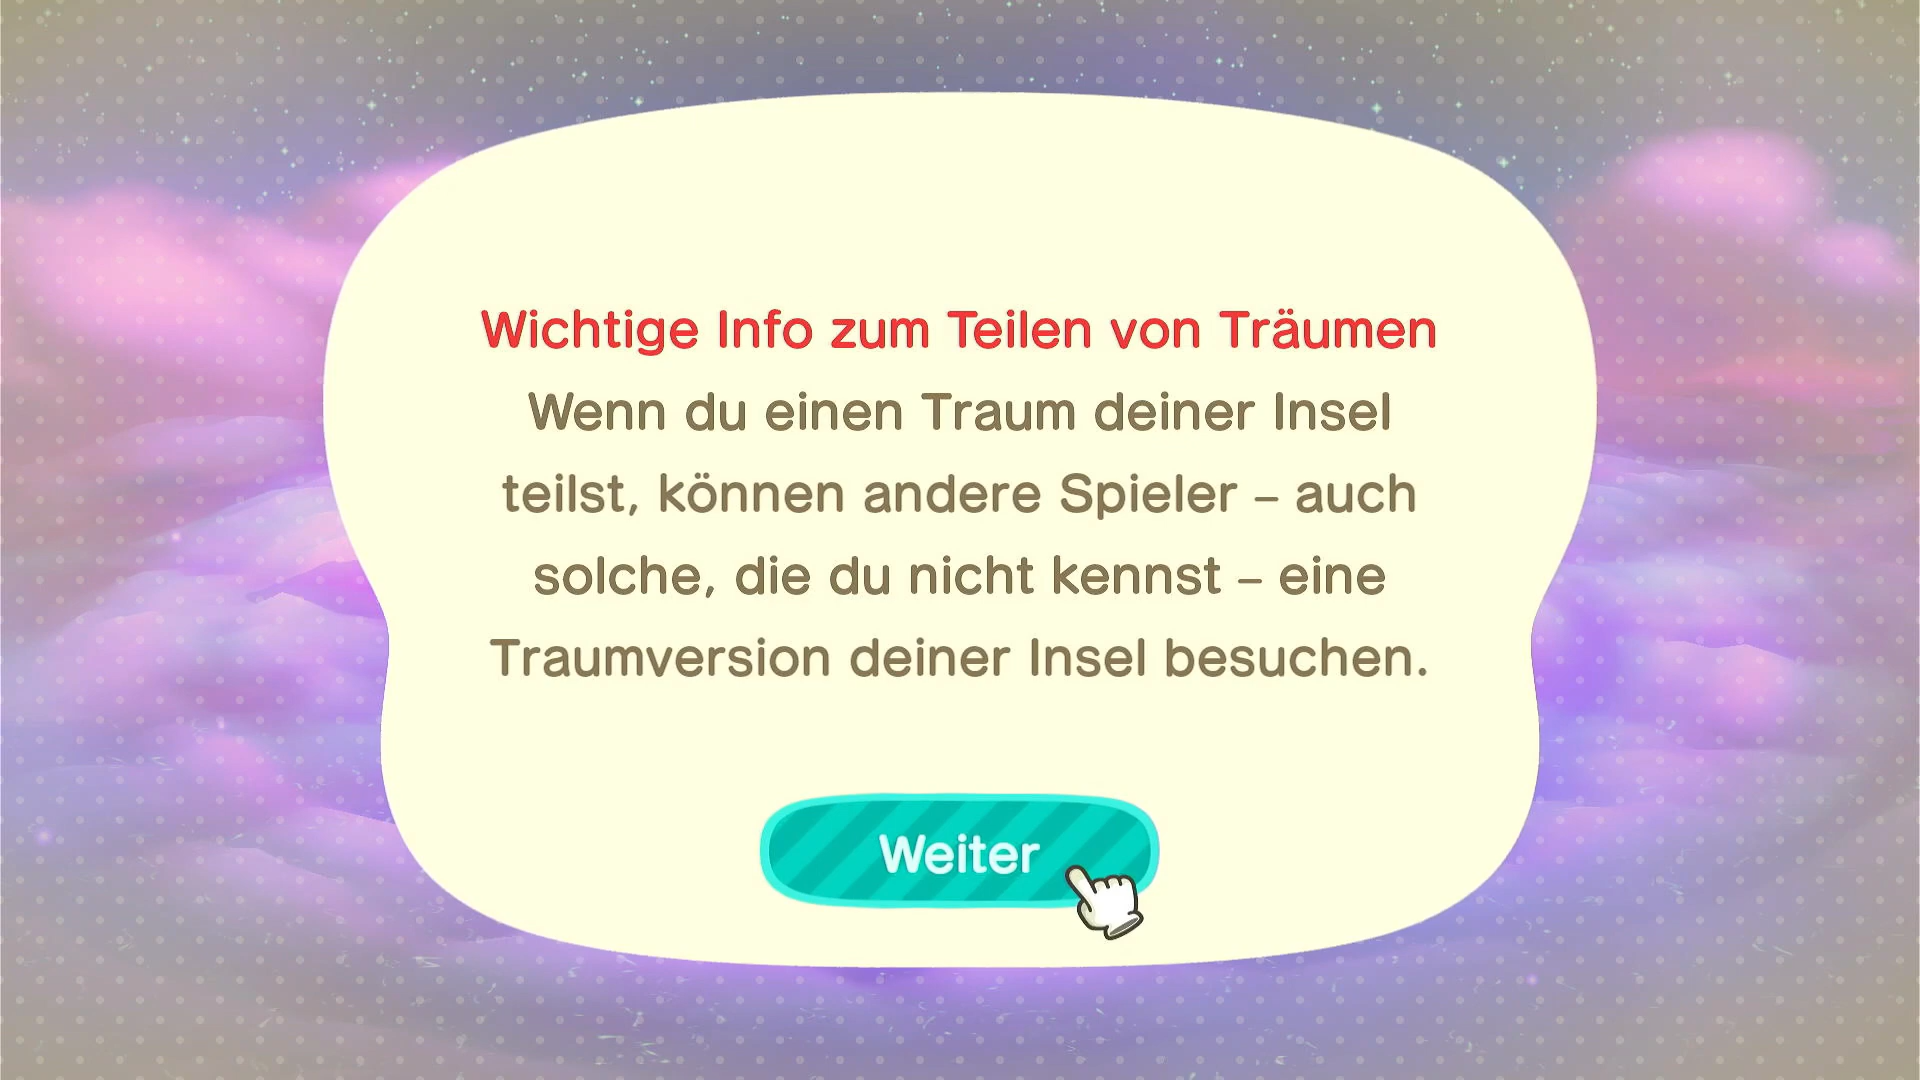 Wichtige Info zum Teilen von Träumen
Wenn du einen Traum deiner Insel
teilst, können andere Spieler – auch
solche, die du nicht kennst – eine
Traumversion deiner Insel besuchen.
Weiter